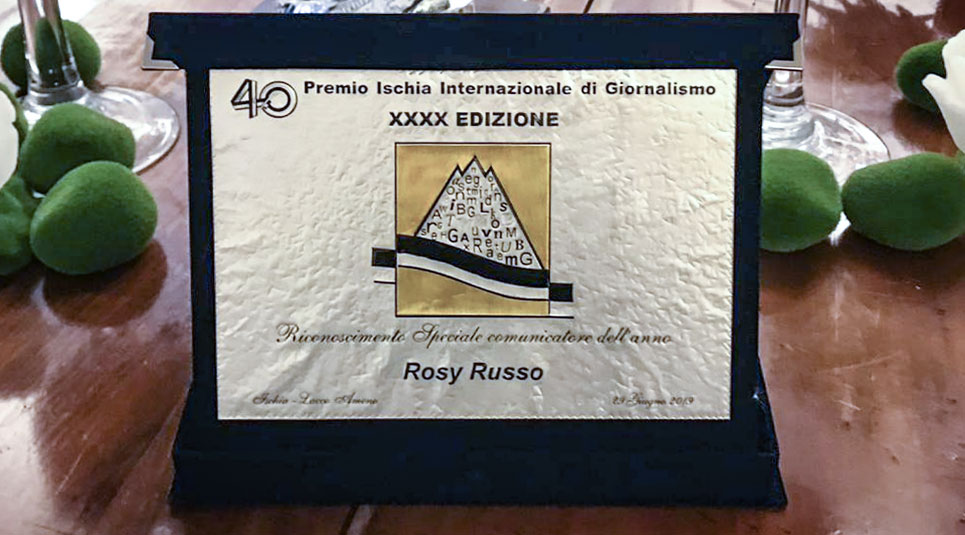 40 Premio Ischia Internazionale di Giornalismo
XXXX EDIZIONE
Riconoscimento Speciale comunicatore dell'anno
Rosy Russo
Ischia - Lacco Ameno 29 Giugno 2019